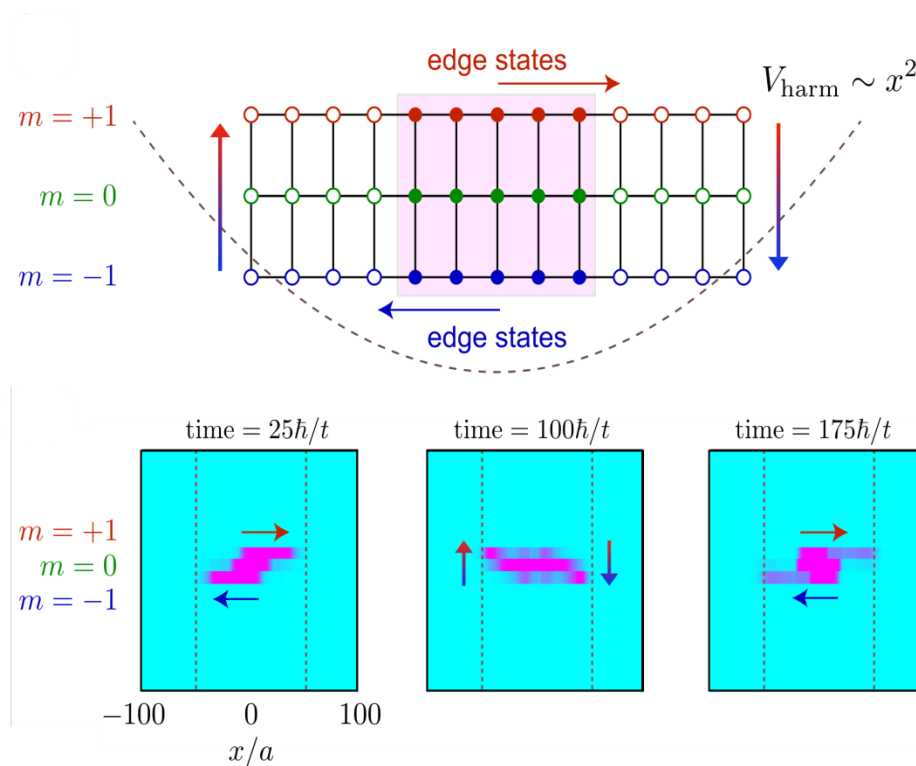 edge states
V_harm ∼ x²
m = +1
m = 0
m = −1
edge states
time = 25ħ/t
time = 100ħ/t
time = 175ħ/t
m = +1
m = 0
m = −1
−100 0 100
x/a